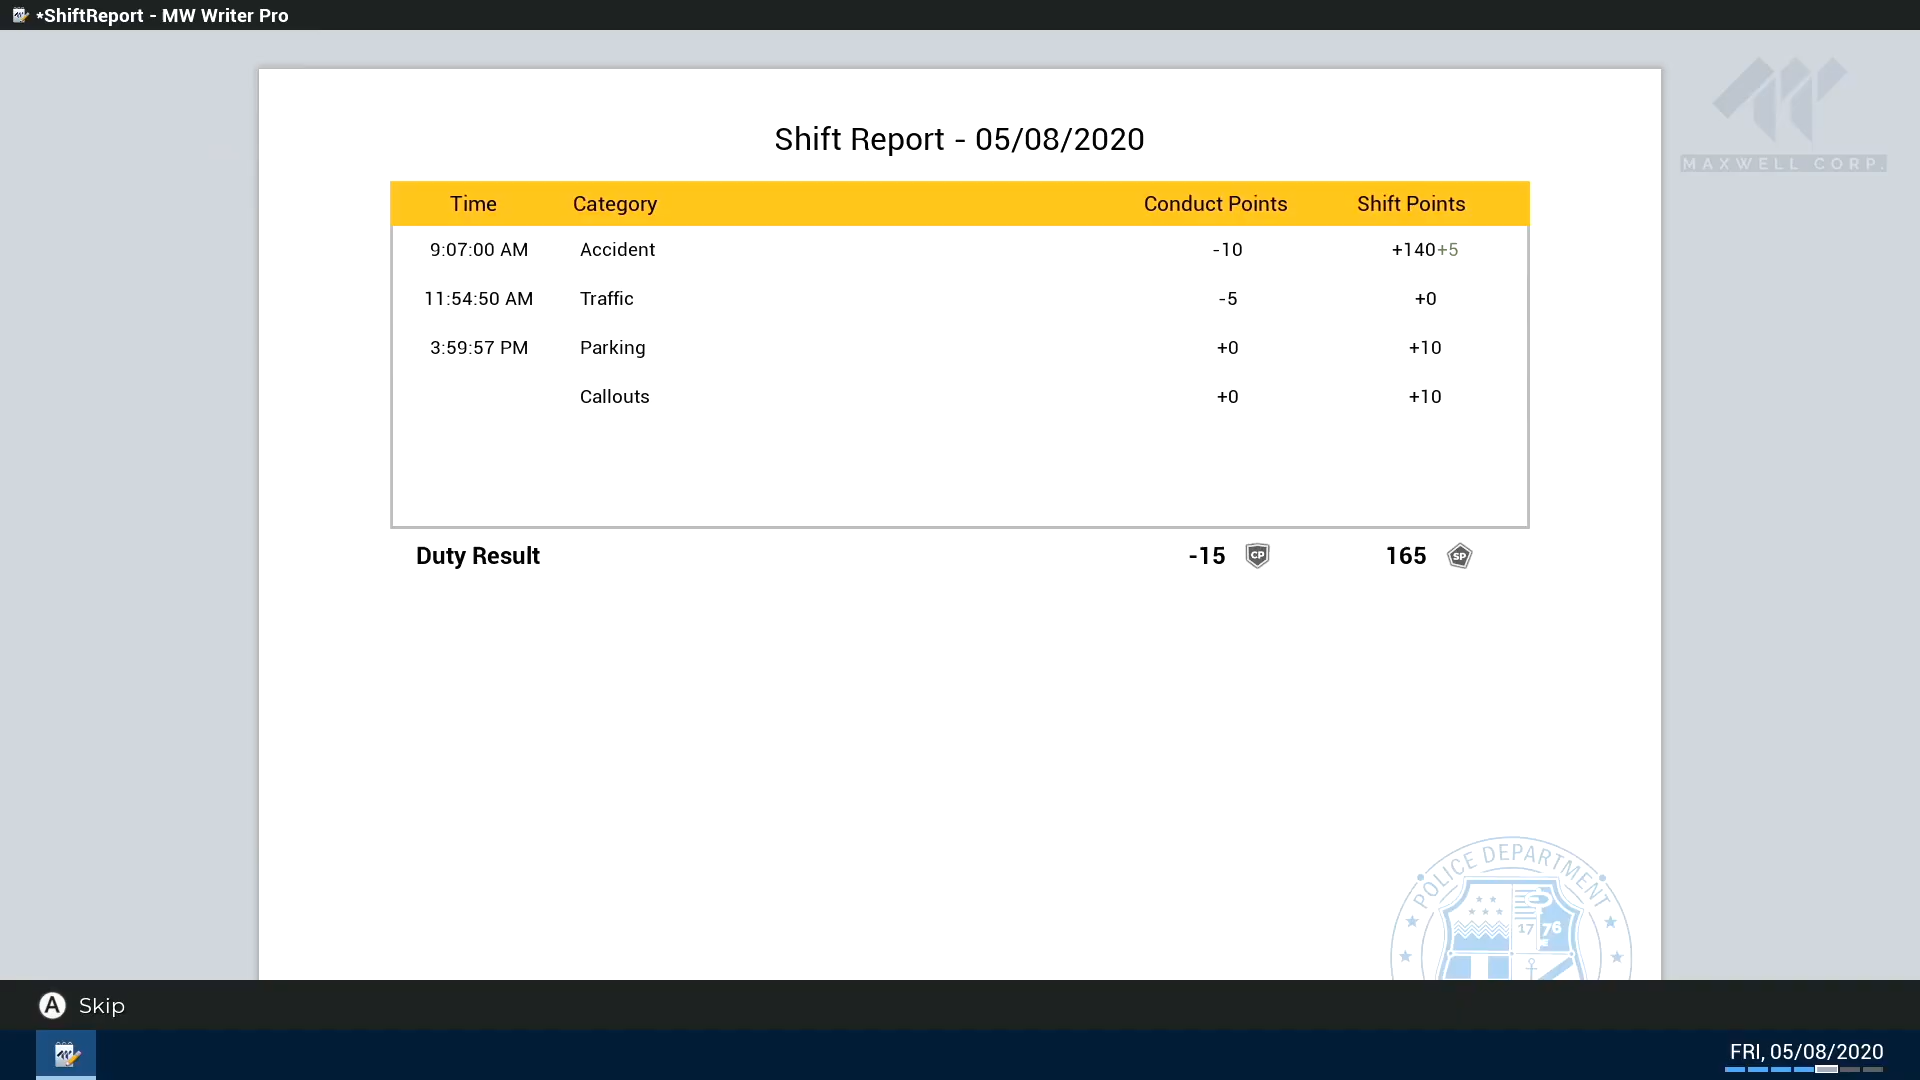 *ShiftReport - MW Writer Pro
MAXWELL CORP.
Shift Report - 05/08/2020
Time Category Conduct Points Shift Points
9:07:00 AM Accident -10 +140+5
11:54:50 AM Traffic -5 +0
3:59:57 PM Parking +0 +10
Callouts +0 +10
Duty Result -15 CP 165 SP
POLICE DEPARTMENT
17 76
A Skip
FRI, 05/08/2020